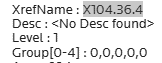 XrefName : X104.36.4
Desc : <No Desc found>
Level : 1
Group[0-4] : 0,0,0,0,0